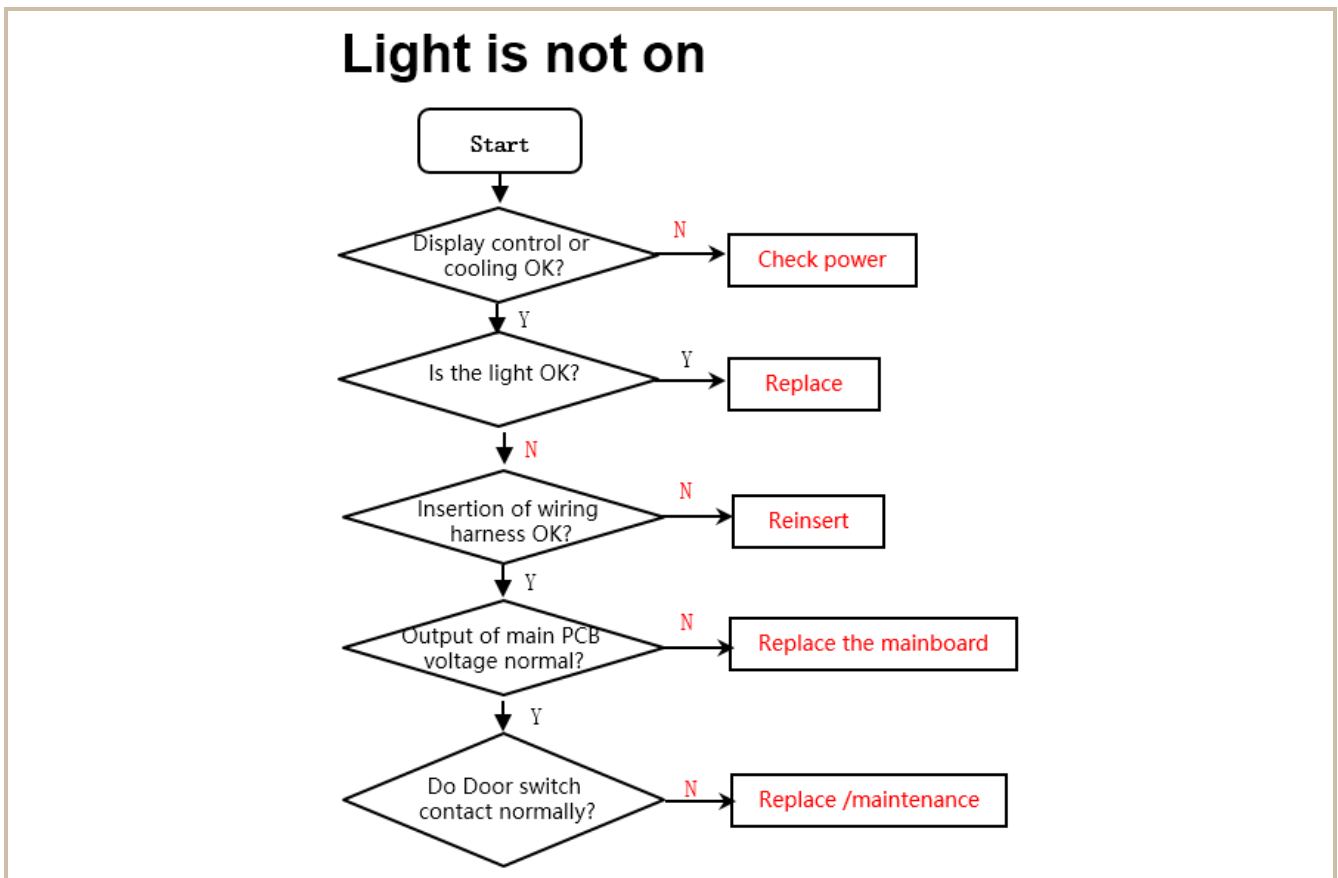 Light is not on
Start
Display control or
cooling OK?
N
Check power
Y
Is the light OK?
Y
Replace
N
Insertion of wiring
harness OK?
N
Reinsert
Y
Output of main PCB
voltage normal?
N
Replace the mainboard
Y
Do Door switch
contact normally?
N
Replace /maintenance